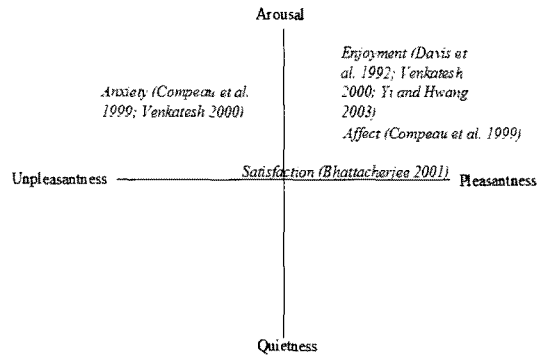 Arousal
Enjoyment (Davis et
al. 1992; Venkatesh
2000; Yi and Hwang
2003)
Affect (Compeau et al. 1999)
Anxiety (Compeau et al.
1999; Venkatesh 2000)
Satisfaction (Bhattacherjee 2001)
Unpleasantness
Pleasantness
Quietness